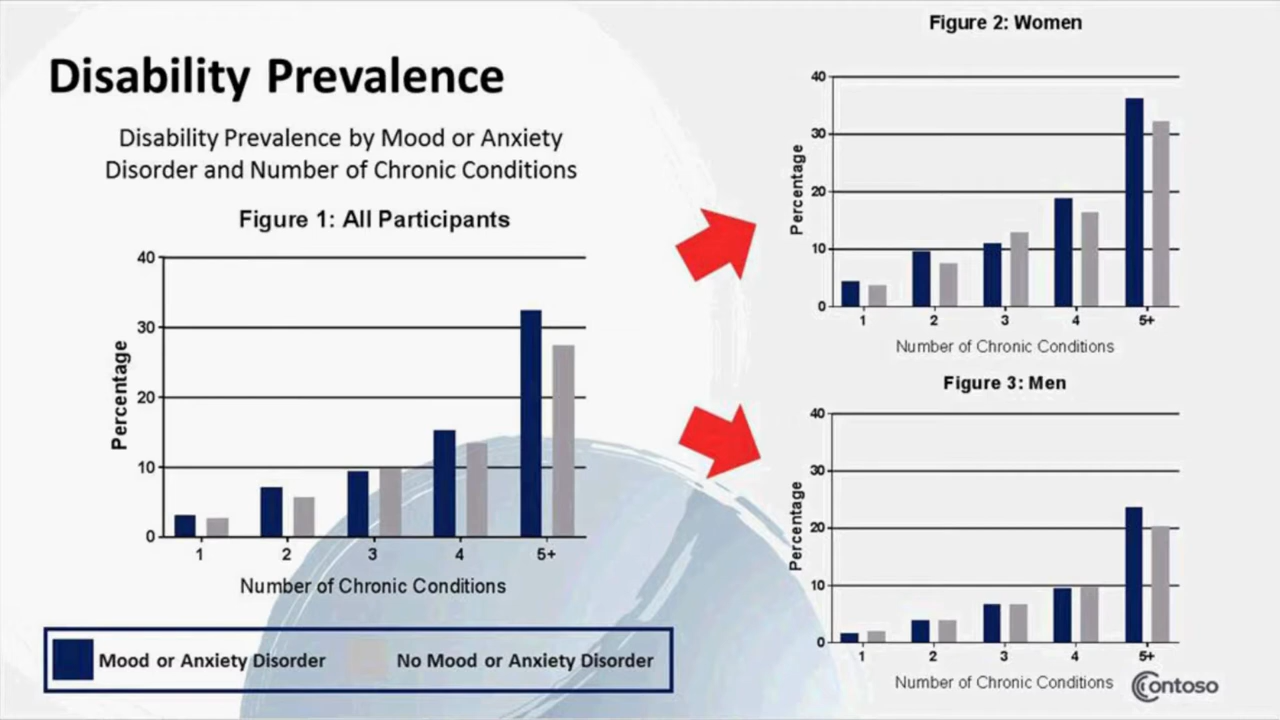 Disability Prevalence
Disability Prevalence by Mood or Anxiety
Disorder and Number of Chronic Conditions
Figure 1: All Participants
40
30
20
10
0
Percentage
1 2 3 4 5+
Number of Chronic Conditions
Mood or Anxiety Disorder No Mood or Anxiety Disorder
Figure 2: Women
40
30
20
10
0
Percentage
1 2 3 4 5+
Number of Chronic Conditions
Figure 3: Men
40
30
20
10
0
Percentage
1 2 3 4 5+
Number of Chronic Conditions
Contoso